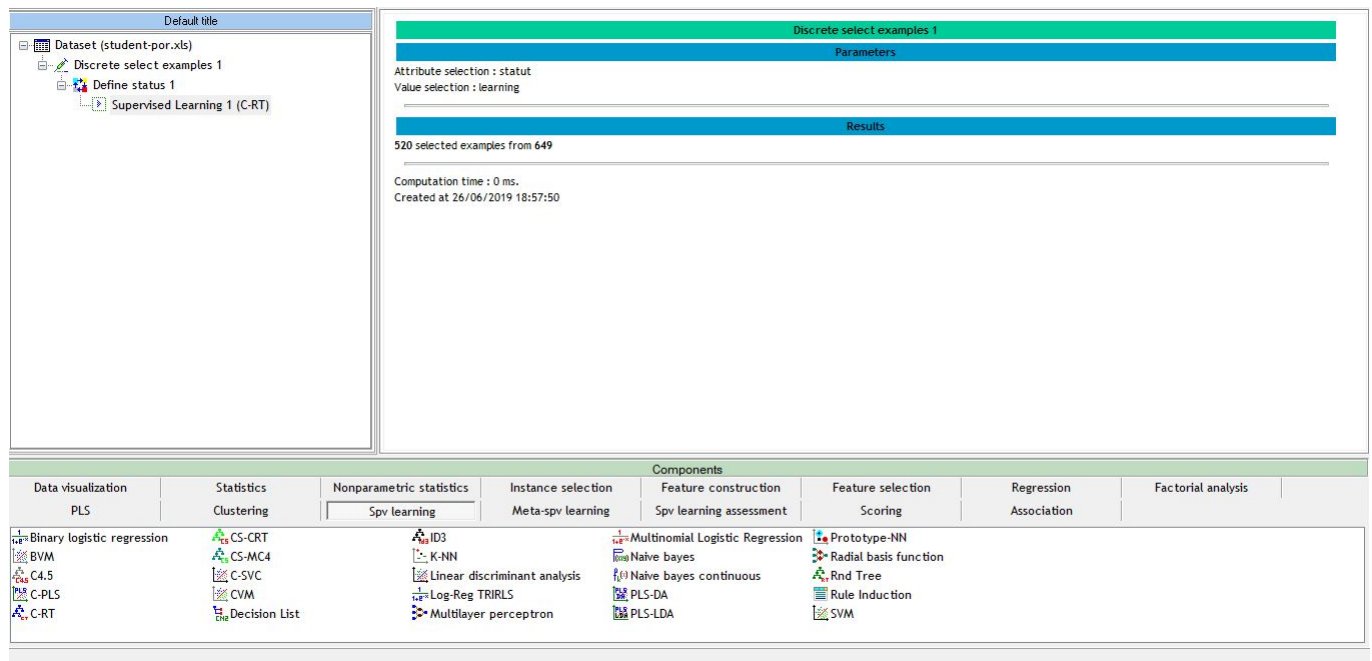 Default title
Dataset (student-por.xls)
Discrete select examples 1
Define status 1
Supervised Learning 1 (C-RT)
Discrete select examples 1
Parameters
Attribute selection : statut
Value selection : learning
Results
520 selected examples from 649
Computation time : 0 ms.
Created at 26/06/2019 18:57:50
Components
Data visualization Statistics Nonparametric statistics Instance selection Feature construction Feature selection Regression Factorial analysis
PLS Clustering Spv learning Meta-spv learning Spv learning assessment Scoring Association
Binary logistic regression CS-CRT ID3 Multinomial Logistic Regression Prototype-NN
BVM CS-MC4 K-NN Naive bayes Radial basis function
C4.5 C-SVC Linear discriminant analysis Naive bayes continuous Rnd Tree
C-PLS CVM Log-Reg TRIRLS PLS-DA Rule Induction
C-RT Decision List Multilayer perceptron PLS-LDA SVM